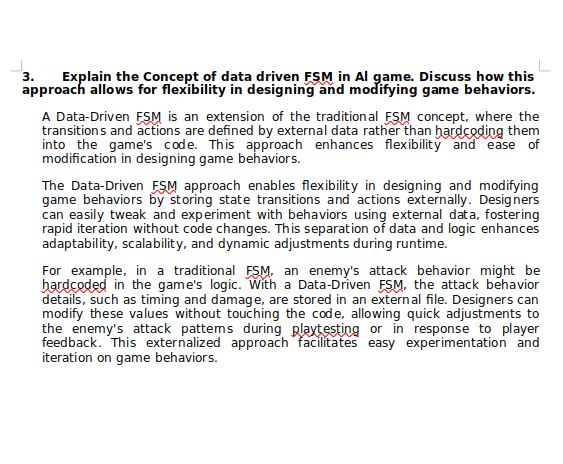 3. Explain the Concept of data driven FSM in AI game. Discuss how this
approach allows for flexibility in designing and modifying game behaviors.
A Data-Driven FSM is an extension of the traditional FSM concept, where the
transitions and actions are defined by external data rather than hardcoding them
into the game's code. This approach enhances flexibility and ease of
modification in designing game behaviors.
The Data-Driven FSM approach enables flexibility in designing and modifying
game behaviors by storing state transitions and actions externally. Designers
can easily tweak and experiment with behaviors using external data, fostering
rapid iteration without code changes. This separation of data and logic enhances
adaptability, scalability, and dynamic adjustments during runtime.
For example, in a traditional FSM, an enemy's attack behavior might be
hardcoded in the game's logic. With a Data-Driven FSM, the attack behavior
details, such as timing and damage, are stored in an external file. Designers can
modify these values without touching the code, allowing quick adjustments to
the enemy's attack patterns during playtesting or in response to player
feedback. This externalized approach facilitates easy experimentation and
iteration on game behaviors.